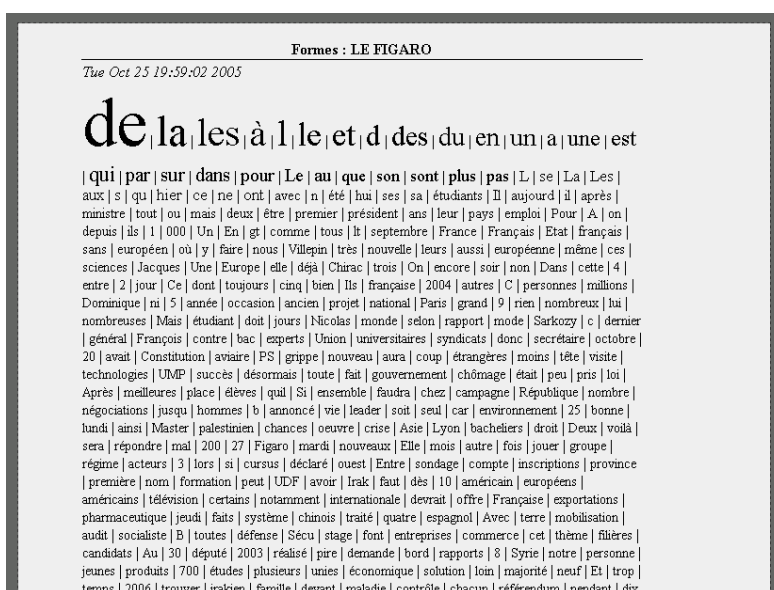 Formes : LE FIGARO
Tue Oct 25 19:59:02 2005
de | la | les | à | l | le | et | d | des | du | en | un | a | une | est
| qui | par | sur | dans | pour | Le | au | que | son | sont | plus | pas | L | se | La | Les |
aux | s | qu | hier | ce | ne | ont | avec | n | été | hui | ses | sa | étudiants | Il | aujourd | il | après |
ministre | tout | ou | mais | deux | être | premier | président | ans | leur | pays | emploi | Pour | A | on |
depuis | ils | 1 | 000 | Un | En | gt | comme | tous | lt | septembre | France | Français | Etat | français |
sans | européen | où | y | faire | nous | Villepin | très | nouvelle | leurs | aussi | européenne | même | ces |
sciences | Jacques | Une | Europe | elle | déjà | Chirac | trois | On | encore | soir | non | Dans | cette | 4 |
entre | 2 | jour | Ce | dont | toujours | cinq | bien | Ils | française | 2004 | autres | C | personnes | millions |
Dominique | ni | 5 | année | occasion | ancien | projet | national | Paris | grand | 9 | rien | nombreux | lui |
nombreuses | Mais | étudiant | doit | jours | Nicolas | monde | selon | rapport | mode | Sarkozy | c | dernier
| général | François | contre | bac | experts | Union | universitaires | syndicats | donc | secrétaire | octobre |
20 | avait | Constitution | aviaire | PS | grippe | nouveau | aura | coup | étrangères | moins | tête | visite |
technologies | UMP | succès | désormais | toute | fait | gouvernement | chômage | était | peu | pris | loi |
Après | meilleures | place | élèves | quil | Si | ensemble | faudra | chez | campagne | République | nombre |
négociations | jusqu | hommes | b | annoncé | vie | leader | soit | seul | car | environnement | 25 | bonne |
lundi | ainsi | Master | palestinien | chances | oeuvre | crise | Asie | Lyon | bacheliers | droit | Deux | voilà |
sera | répondre | mal | 200 | 27 | Figaro | mardi | nouveaux | Elle | mois | autre | fois | jouer | groupe |
régime | acteurs | 3 | lors | si | cursus | déclaré | ouest | Entre | sondage | compte | inscriptions | province
| première | nom | formation | peut | UDF | avoir | Irak | faut | dès | 10 | américain | européens |
américains | télévision | certains | notamment | internationale | devrait | offre | Française | exportations |
pharmaceutique | jeudi | faits | système | chinois | traité | quatre | espagnol | Avec | terre | mobilisation |
audit | socialiste | B | toutes | défense | Sécu | stage | font | entreprises | commerce | cet | thème | filières |
candidats | Au | 30 | député | 2003 | réalisé | pire | demande | bord | rapports | 8 | Syrie | notre | personne |
jeunes | produits | 700 | études | plusieurs | unies | économique | solution | loin | majorité | neuf | Et | trop |
temps | 2006 | trouver | irakien | famille | devant | maladie | contrôle | chacun | référendum | pendant | dix